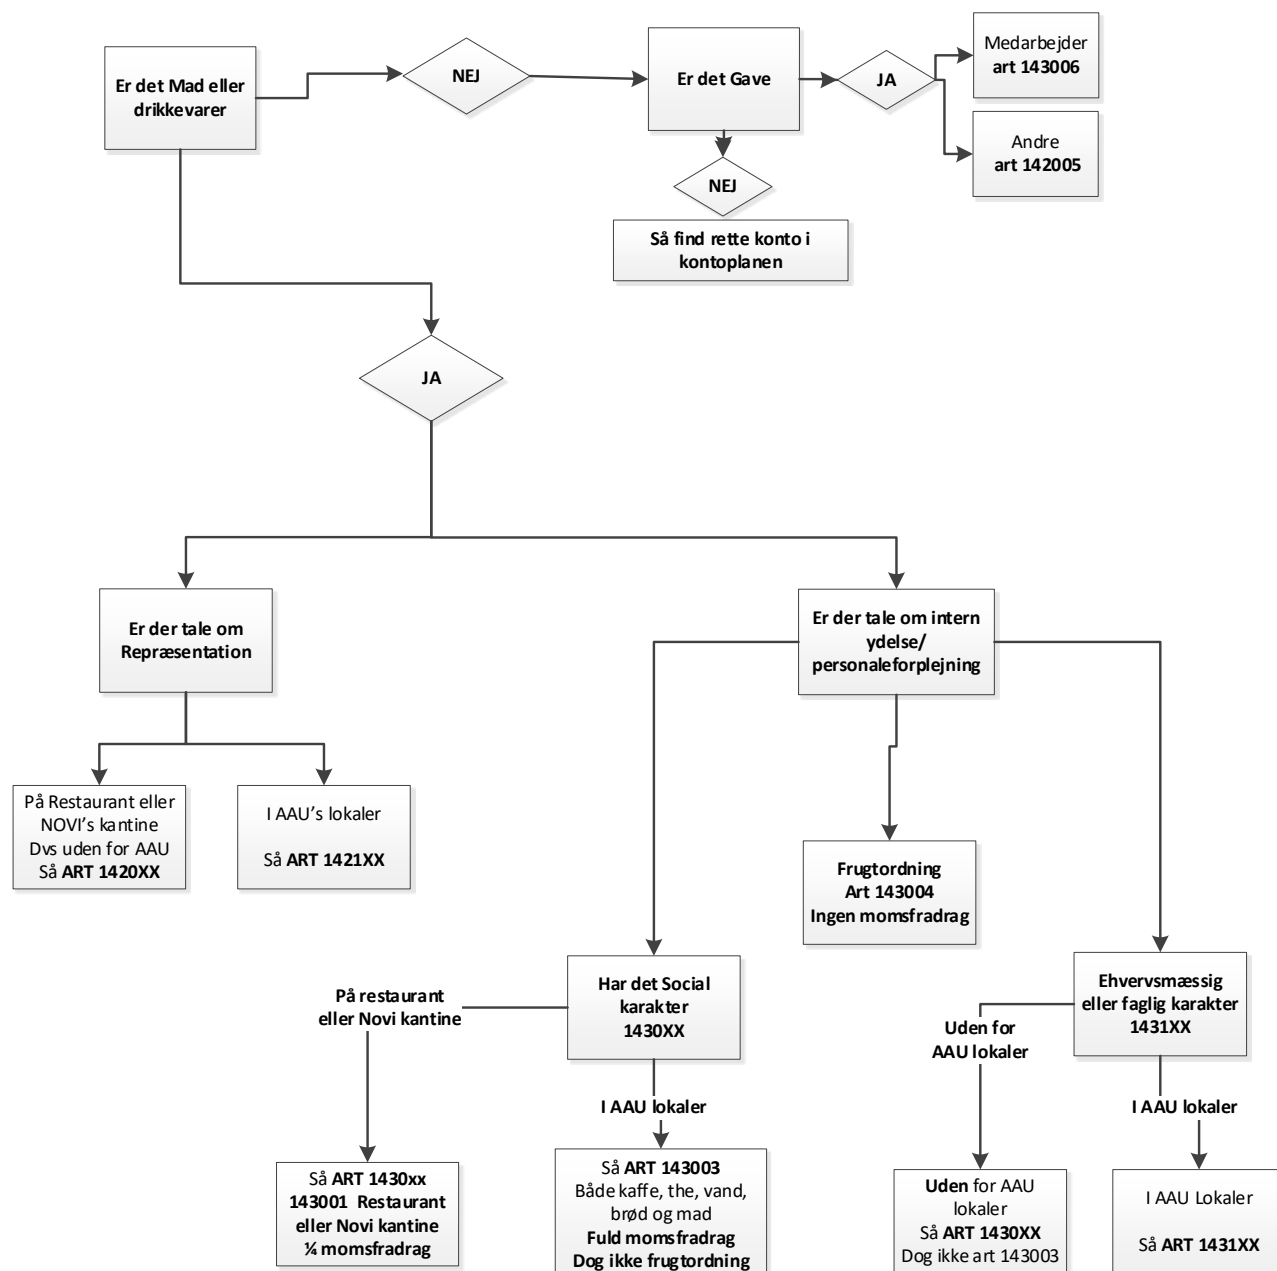 Er det Mad eller
drikkevarer
NEJ
Er det Gave
JA
Medarbejder
art 143006
Andre
art 142005
NEJ
Så find rette konto i
kontoplanen
JA
Er der tale om
Repræsentation
Er der tale om intern
ydelse/
personaleforplejning
På Restaurant eller
NOVI's kantine
Dvs uden for AAU
Så ART 1420XX
I AAU's lokaler
Så ART 1421XX
Frugtordning
Art 143004
Ingen momsfradrag
Har det Social
karakter
1430XX
Ehvervsmæssig
eller faglig karakter
1431XX
På restaurant
eller Novi kantine
Uden for
AAU lokaler
I AAU lokaler
I AAU lokaler
Så ART 1430xx
143001 Restaurant
eller Novi kantine
¼ momsfradrag
Så ART 143003
Både kaffe, the, vand,
brød og mad
Fuld momsfradrag
Dog ikke frugtordning
Uden for AAU
lokaler
Så ART 1430XX
Dog ikke art 143003
I AAU Lokaler
Så ART 1431XX